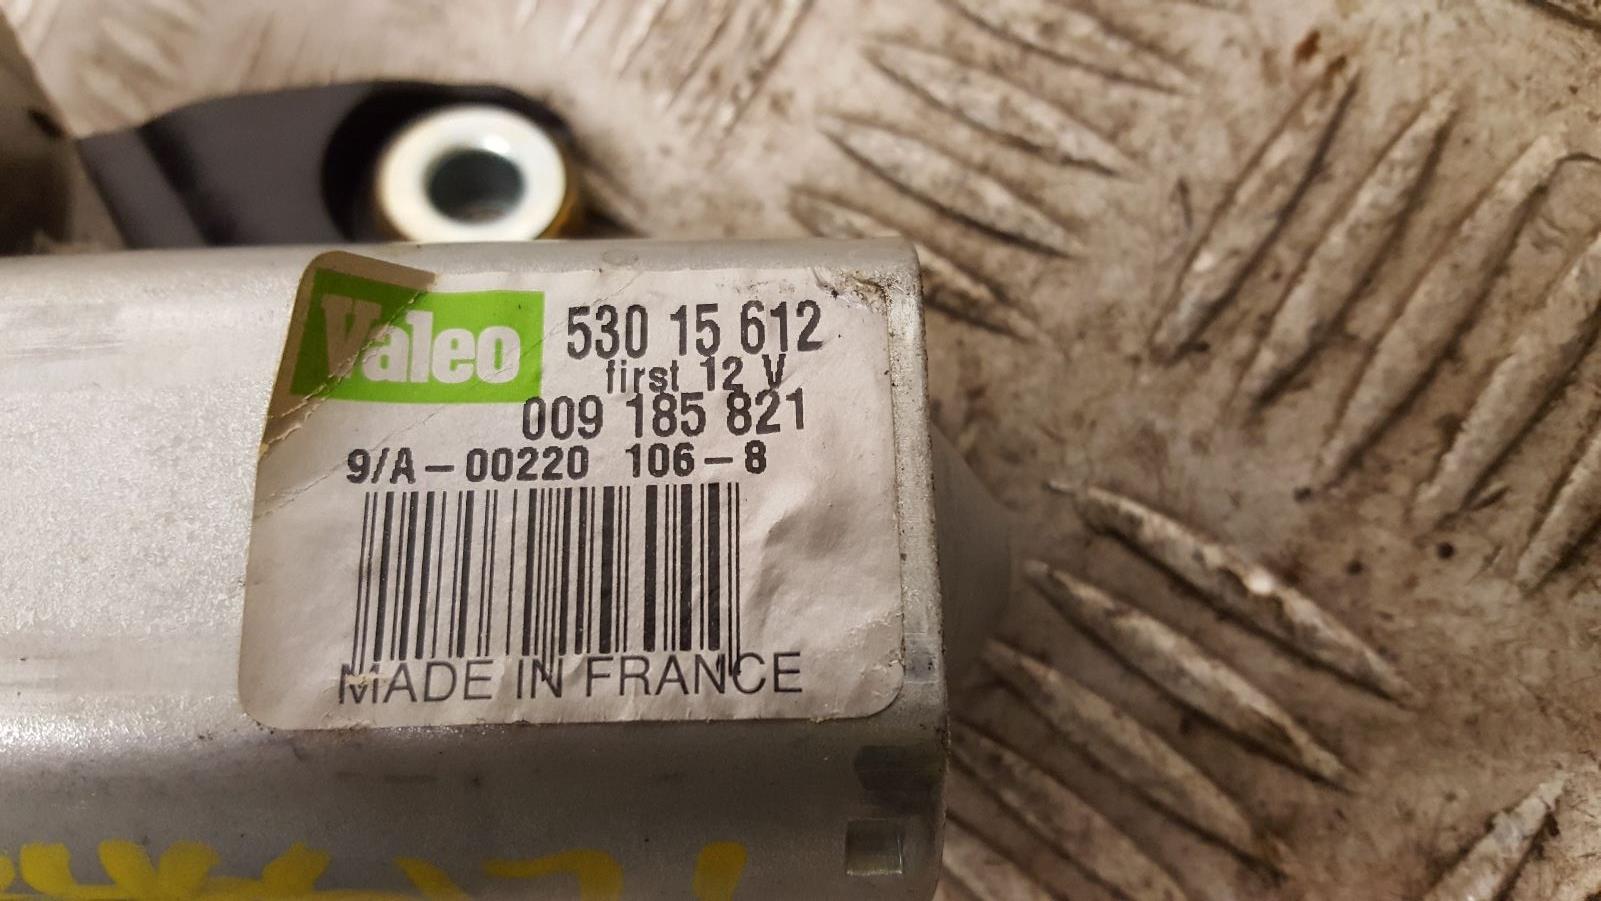 Valeo
530 15 612
first 12 V
009 185 821
9/A-00220 106-8
MADE IN FRANCE